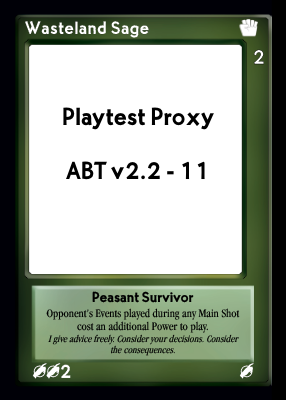 Wasteland Sage
2
Playtest Proxy
ABT v2.2 - 11
Peasant Survivor
Opponent's Events played during any Main Shot
cost an additional Power to play.
I give advice freely. Consider your decisions. Consider
the consequences.
2